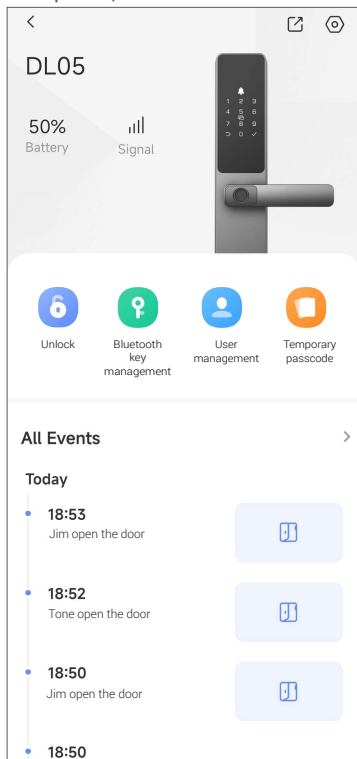 DL05
50%
Battery
Signal
1 2 3
4 5 6
7 8 9
0
Unlock
Bluetooth
key
management
User
management
Temporary
passcode
All Events
Today
18:53
Jim open the door
18:52
Tone open the door
18:50
Jim open the door
18:50